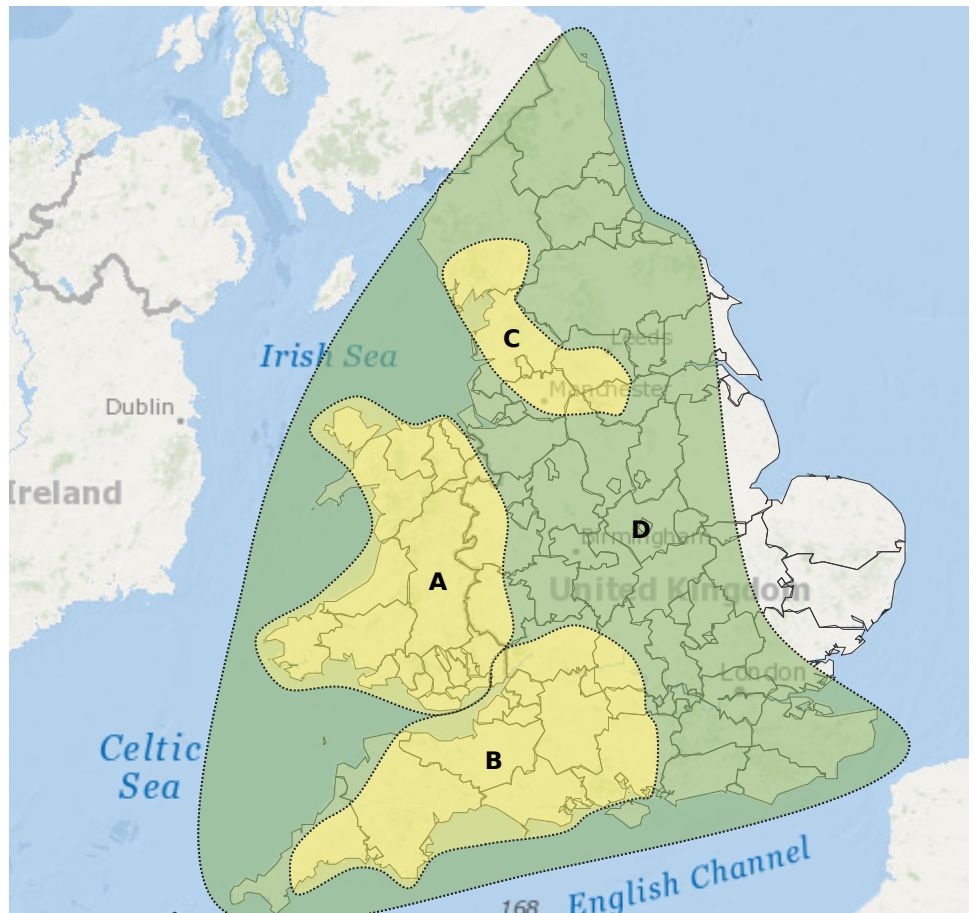 Irish Sea
C
Leeds
Manchester
Dublin
Ireland
D
Birmingham
A
United Kingdom
London
Celtic
Sea
B
English Channel
168